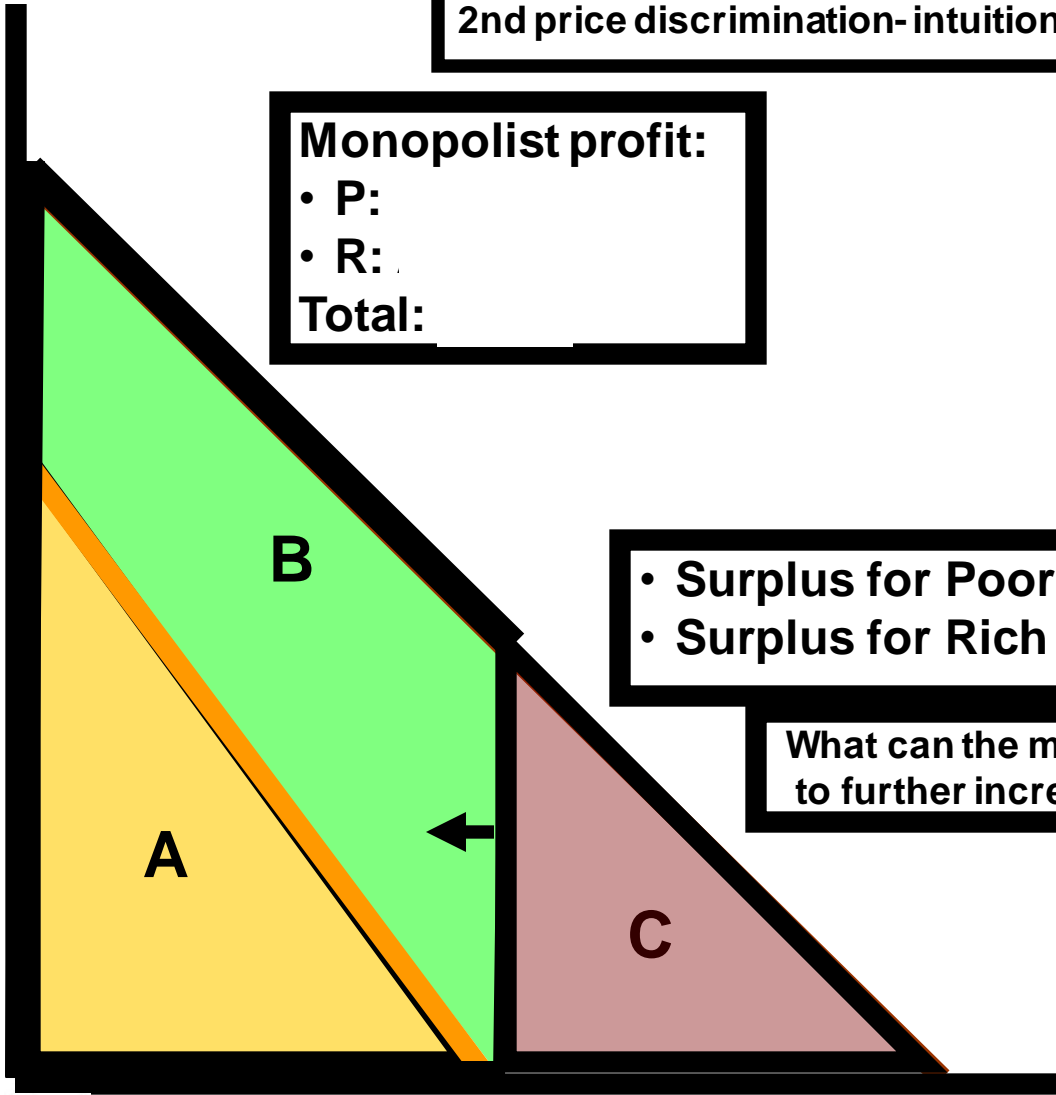 2nd price discrimination- intuition
Monopolist profit:
• P:
• R:
Total:
B
• Surplus for Poor
• Surplus for Rich
What can the m
to further incre
A
C